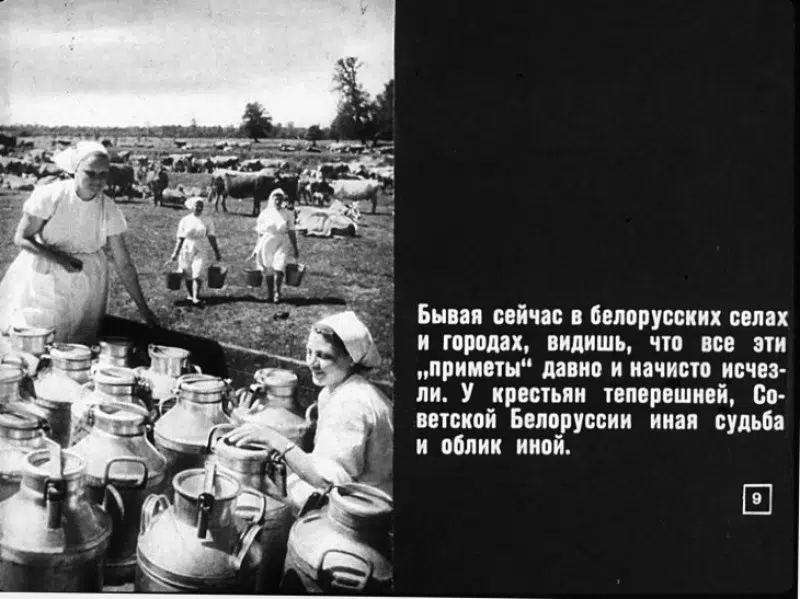 Бывая сейчас в белорусских селах
и городах, видишь, что все эти
„приметы“ давно и начисто исчез-
ли. У крестьян теперешней, Со-
ветской Белоруссии иная судьба
и облик иной.
9